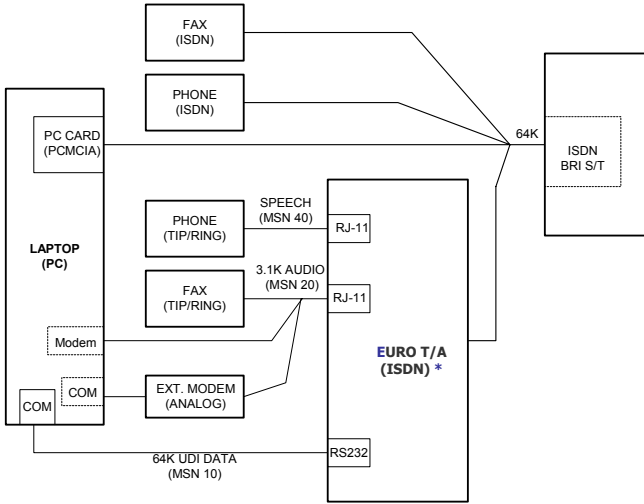 FAX
(ISDN)
PHONE
(ISDN)
PC CARD
(PCMCIA)
64K
ISDN
BRI S/T
SPEECH
(MSN 40)
PHONE
(TIP/RING)
RJ-11
LAPTOP
(PC)
3.1K AUDIO
(MSN 20)
FAX
(TIP/RING)
RJ-11
Modem
EURO T/A
(ISDN) *
COM
EXT. MODEM
(ANALOG)
COM
RS232
64K UDI DATA
(MSN 10)